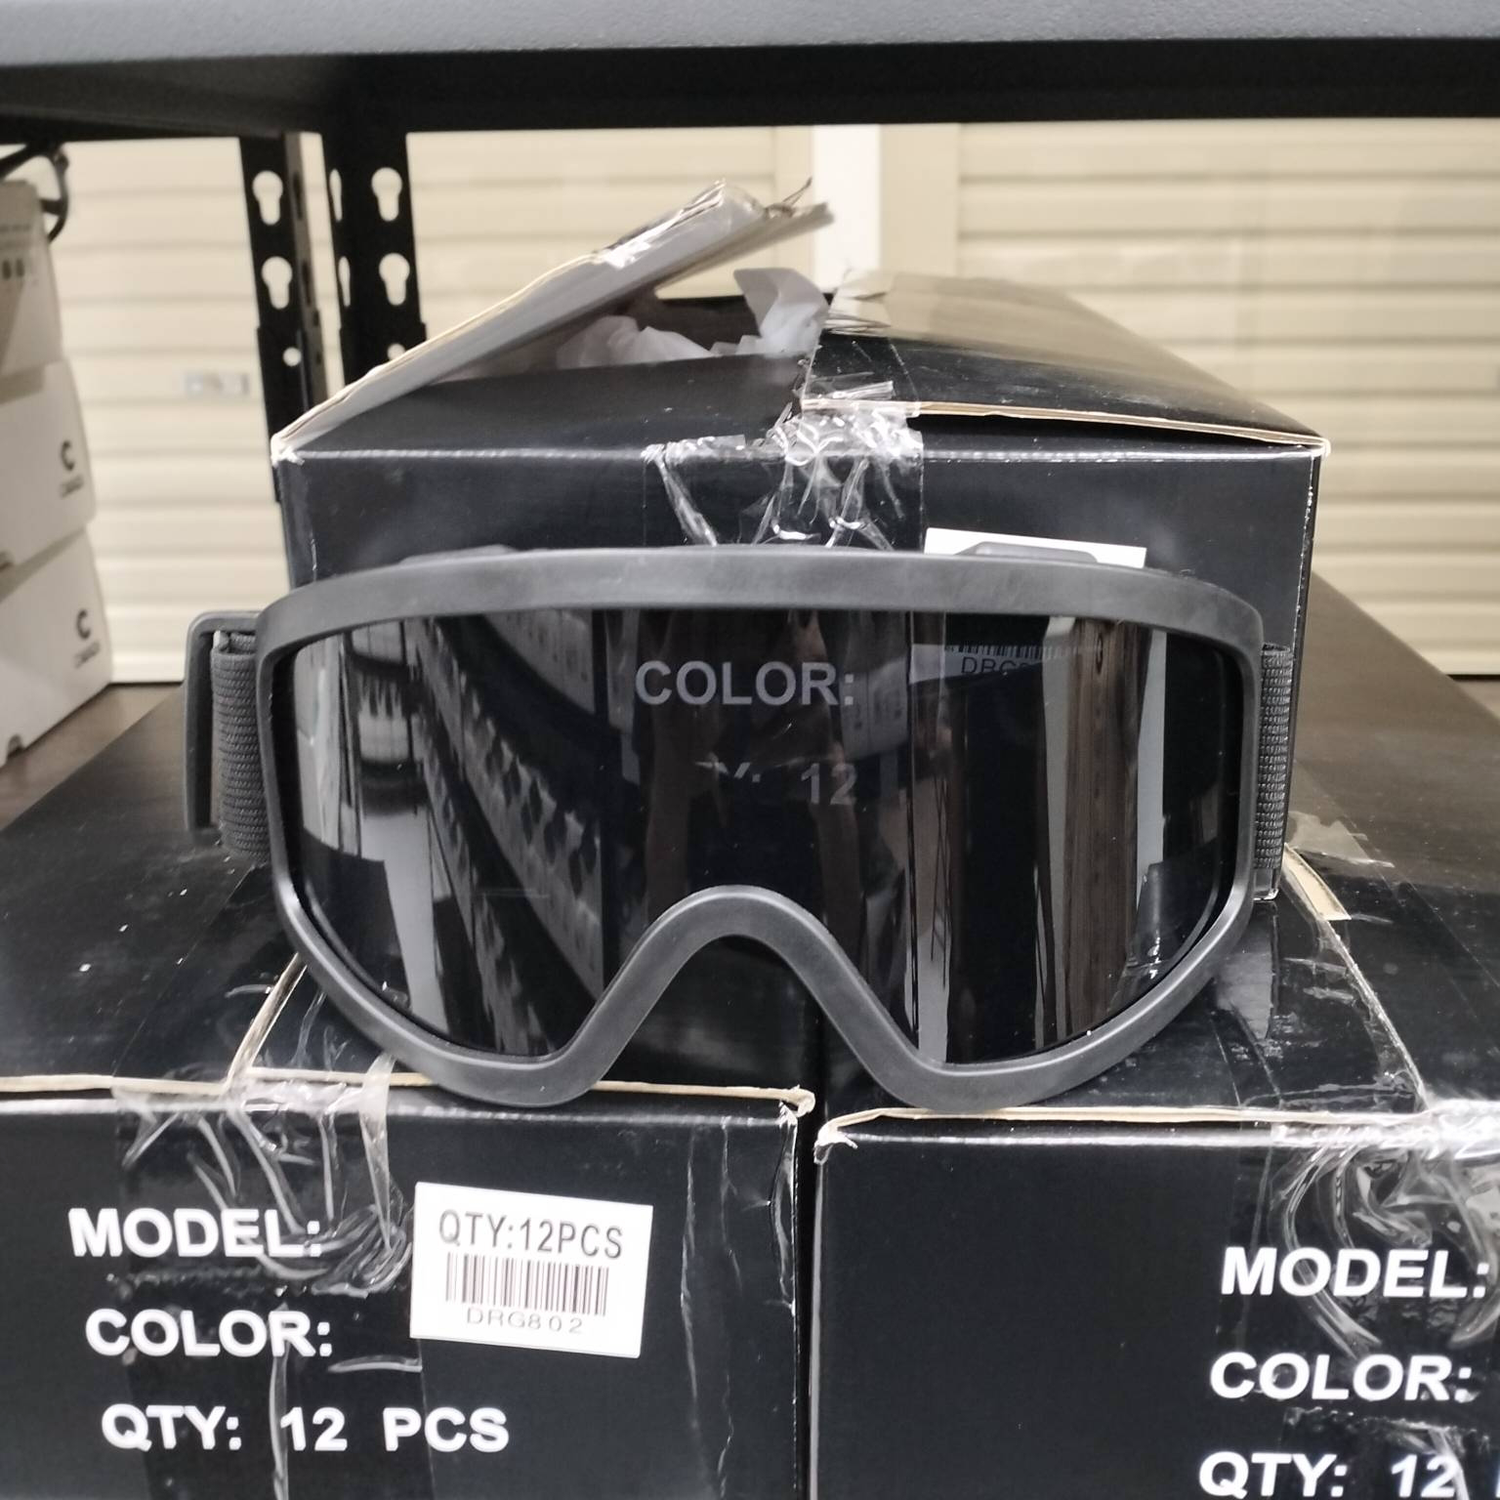 COLOR:
Y: 12
MODEL:
COLOR:
QTY: 12 PCS
QTY:12PCS
DRG802
MODEL:
COLOR:
QTY: 12
C
C